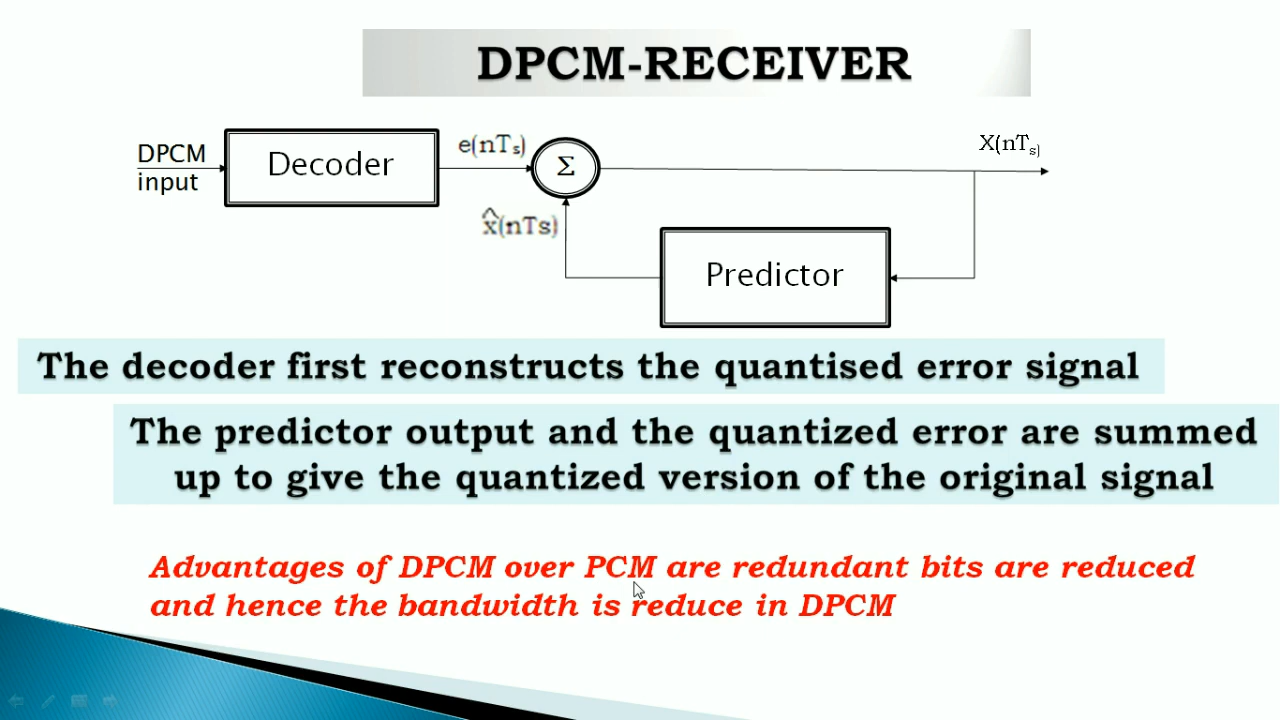 DPCM-RECEIVER
DPCM
input
Decoder
e(nTₛ)
Σ
X(nTₛ)
x̂(nTs)
Predictor
The decoder first reconstructs the quantised error signal
The predictor output and the quantized error are summed
up to give the quantized version of the original signal
Advantages of DPCM over PCM are redundant bits are reduced
and hence the bandwidth is reduce in DPCM